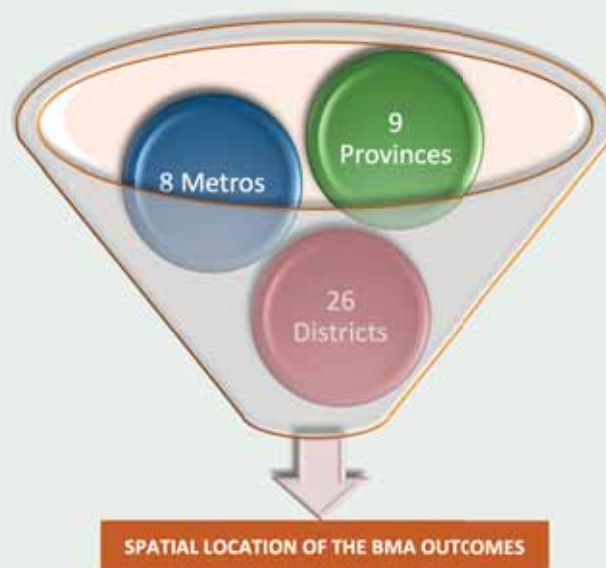 9
Provinces
8 Metros
26
Districts
SPATIAL LOCATION OF THE BMA OUTCOMES